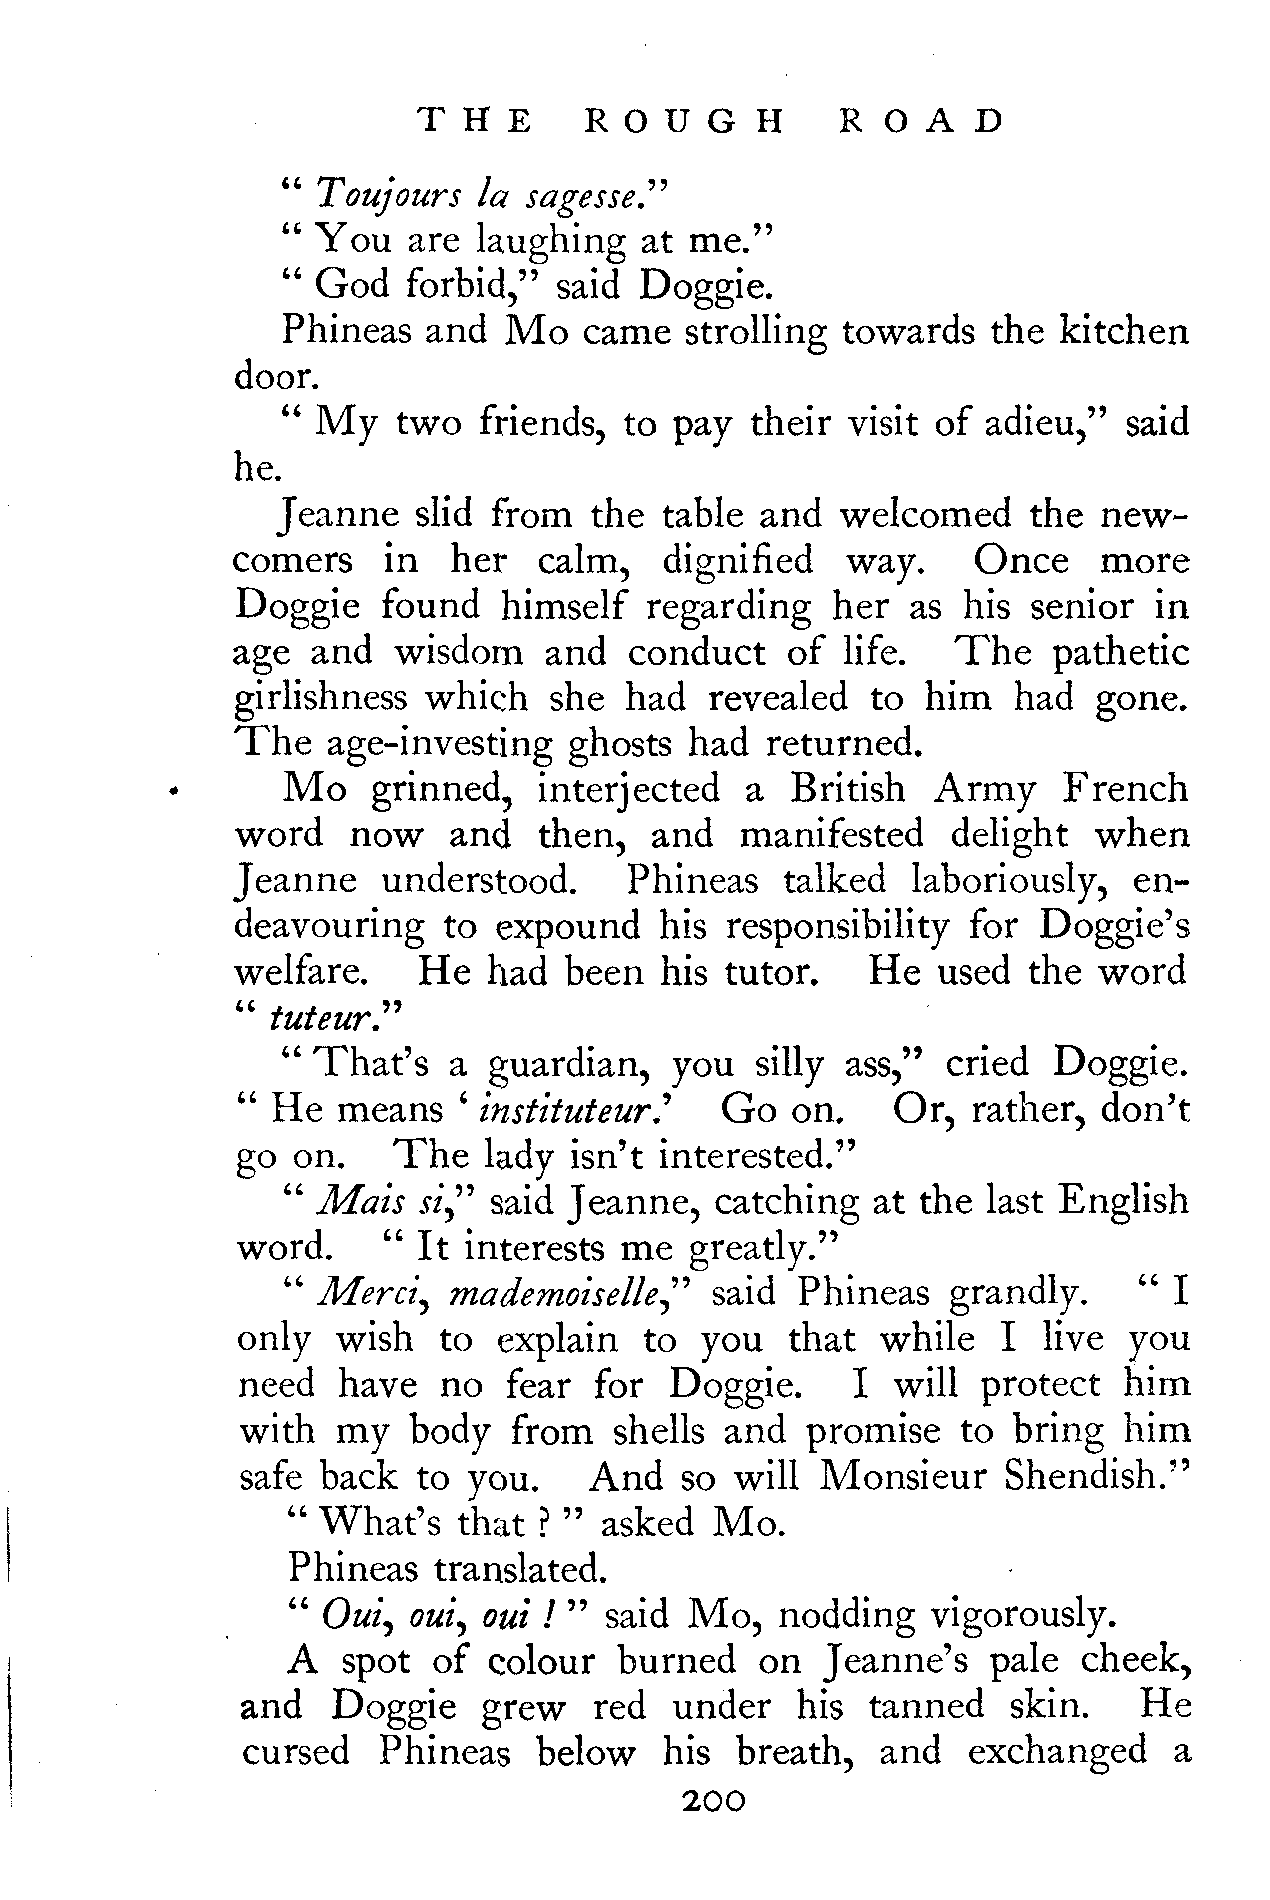 THE ROUGH ROAD
“ Toujours la sagesse.”
“ You are laughing at me.”
“ God forbid,” said Doggie.
Phineas and Mo came strolling towards the kitchen
door.
“ My two friends, to pay their visit of adieu,” said
he.
Jeanne slid from the table and welcomed the new-
comers in her calm, dignified way. Once more
Doggie found himself regarding her as his senior in
age and wisdom and conduct of life. The pathetic
girlishness which she had revealed to him had gone.
The age-investing ghosts had returned.
Mo grinned, interjected a British Army French
word now and then, and manifested delight when
Jeanne understood. Phineas talked laboriously, en-
deavouring to expound his responsibility for Doggie’s
welfare. He had been his tutor. He used the word
“ tuteur.”
“ That’s a guardian, you silly ass,” cried Doggie.
“ He means ‘ instituteur.’ Go on. Or, rather, don’t
go on. The lady isn’t interested.”
“ Mais si,” said Jeanne, catching at the last English
word. “ It interests me greatly.”
“ Merci, mademoiselle,” said Phineas grandly. “ I
only wish to explain to you that while I live you
need have no fear for Doggie. I will protect him
with my body from shells and promise to bring him
safe back to you. And so will Monsieur Shendish.”
“ What’s that ? ” asked Mo.
Phineas translated.
“ Oui, oui, oui ! ” said Mo, nodding vigorously.
A spot of colour burned on Jeanne’s pale cheek,
and Doggie grew red under his tanned skin. He
cursed Phineas below his breath, and exchanged a
200